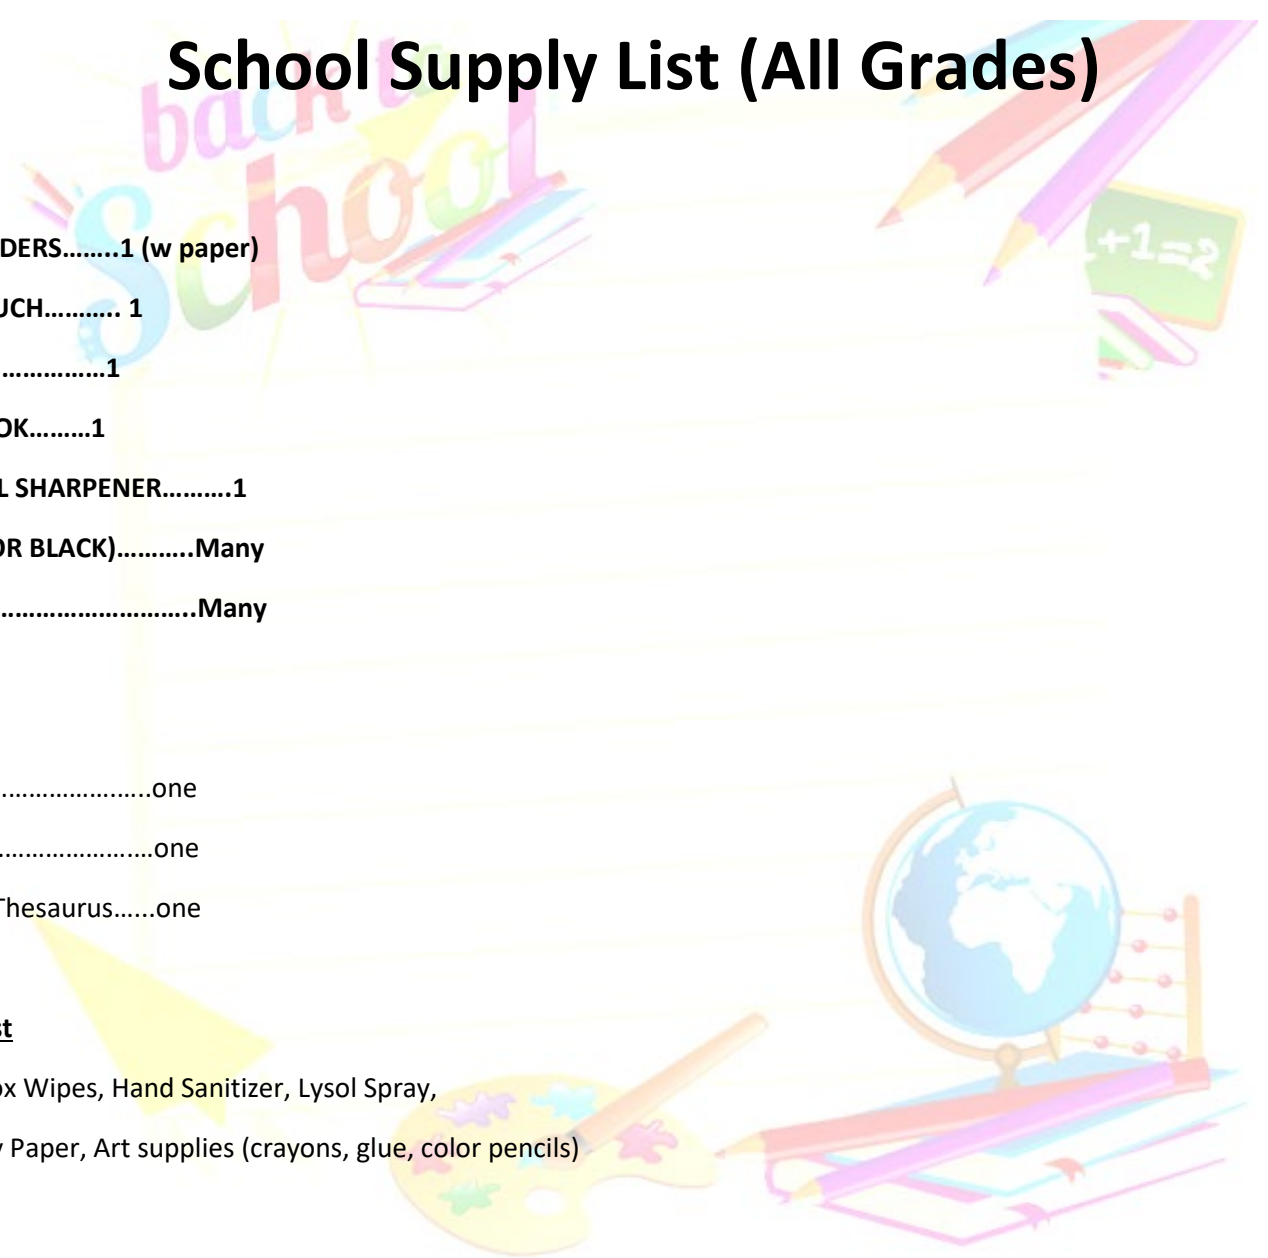 School Supply List (All Grades)
back to
School
1+1=2
DERS……..1 (w paper)
UCH……….. 1
……………1
OK………1
L SHARPENER……….1
OR BLACK)………..Many
………………………..Many
………………..…..one
……………………one
Thesaurus…...one
st
ox Wipes, Hand Sanitizer, Lysol Spray,
y Paper, Art supplies (crayons, glue, color pencils)